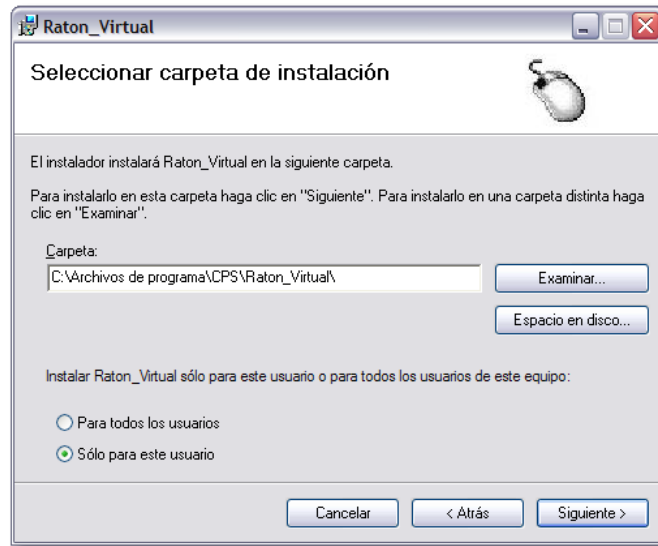 Raton_Virtual
Seleccionar carpeta de instalación
El instalador instalará Raton_Virtual en la siguiente carpeta.
Para instalarlo en esta carpeta haga clic en "Siguiente". Para instalarlo en una carpeta distinta haga
clic en "Examinar".
Carpeta:
C:\Archivos de programa\CPS\Raton_Virtual\
Examinar...
Espacio en disco...
Instalar Raton_Virtual sólo para este usuario o para todos los usuarios de este equipo:
Para todos los usuarios
Sólo para este usuario
Cancelar
< Atrás
Siguiente >